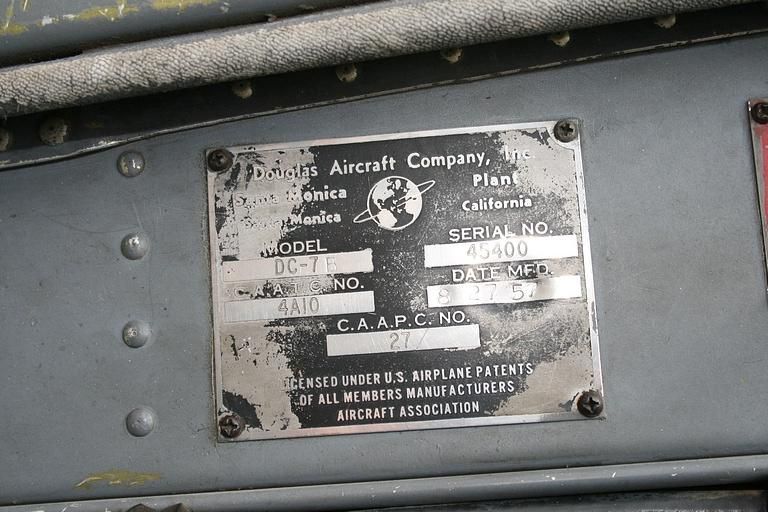 Douglas Aircraft Company, Inc.
Santa Monica Plant
Santa Monica California
MODEL
DC-7B
SERIAL NO.
45400
C.A.A.T.C. NO.
4A10
DATE MFD.
8 27 57
C.A.A.P.C. NO.
27
LICENSED UNDER U.S. AIRPLANE PATENTS
OF ALL MEMBERS MANUFACTURERS
AIRCRAFT ASSOCIATION